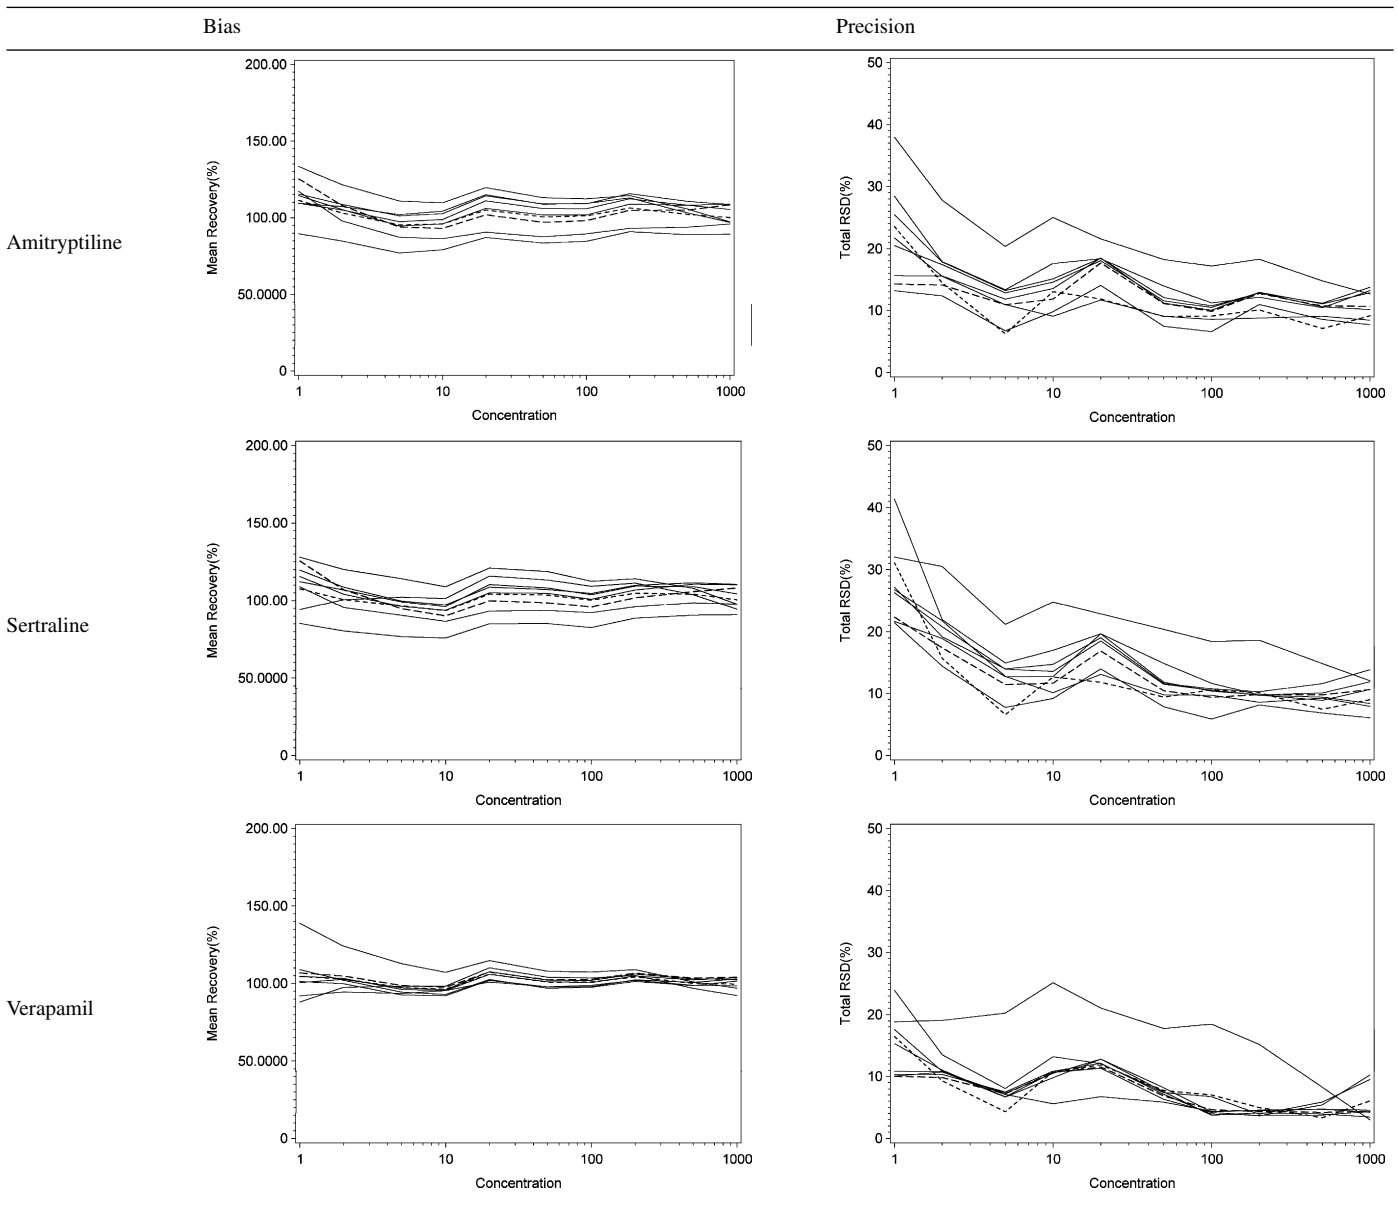 Bias Precision
200.00
150.00
100.00
50.0000
0
Mean Recovery(%)
1 10 100 1000
Concentration
50
40
30
20
10
0
Total RSD(%)
1 10 100 1000
Concentration
Amitryptiline
200.00
150.00
100.00
50.0000
0
Mean Recovery(%)
1 10 100 1000
Concentration
50
40
30
20
10
0
Total RSD(%)
1 10 100 1000
Concentration
Sertraline
200.00
150.00
100.00
50.0000
0
Mean Recovery(%)
1 10 100 1000
Concentration
50
40
30
20
10
0
Total RSD(%)
1 10 100 1000
Concentration
Verapamil